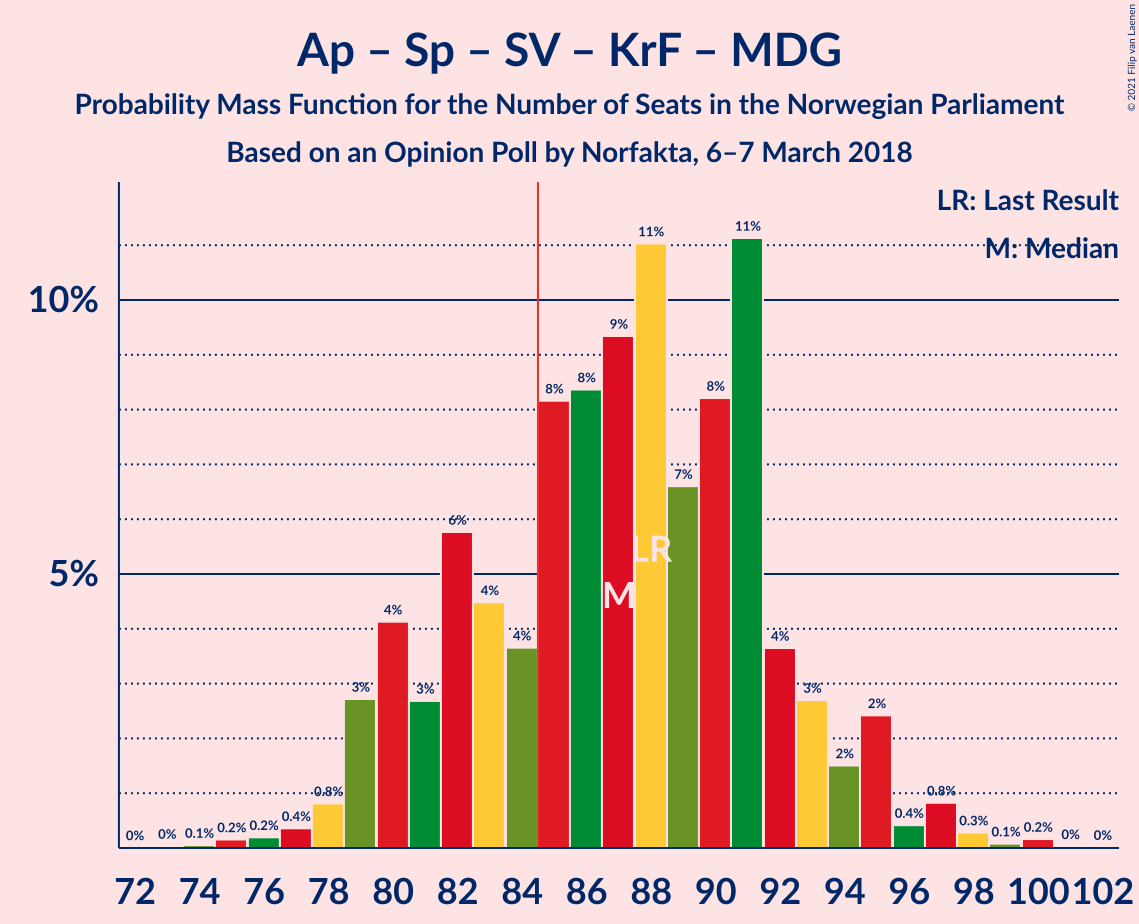 Ap – Sp – SV – KrF – MDG
Probability Mass Function for the Number of Seats in the Norwegian Parliament
Based on an Opinion Poll by Norfakta, 6–7 March 2018
© 2021 Filip van Laenen
LR: Last Result
M: Median
10%
5%
0% 0% 0.1% 0.2% 0.2% 0.4% 0.8% 3% 4% 3% 6% 4% 4% 8% 8% 9% 11% 7% 8% 11% 4% 3% 2% 2% 0.4% 0.8% 0.3% 0.1% 0.2% 0% 0%
LR
M
72 74 76 78 80 82 84 86 88 90 92 94 96 98 100 102